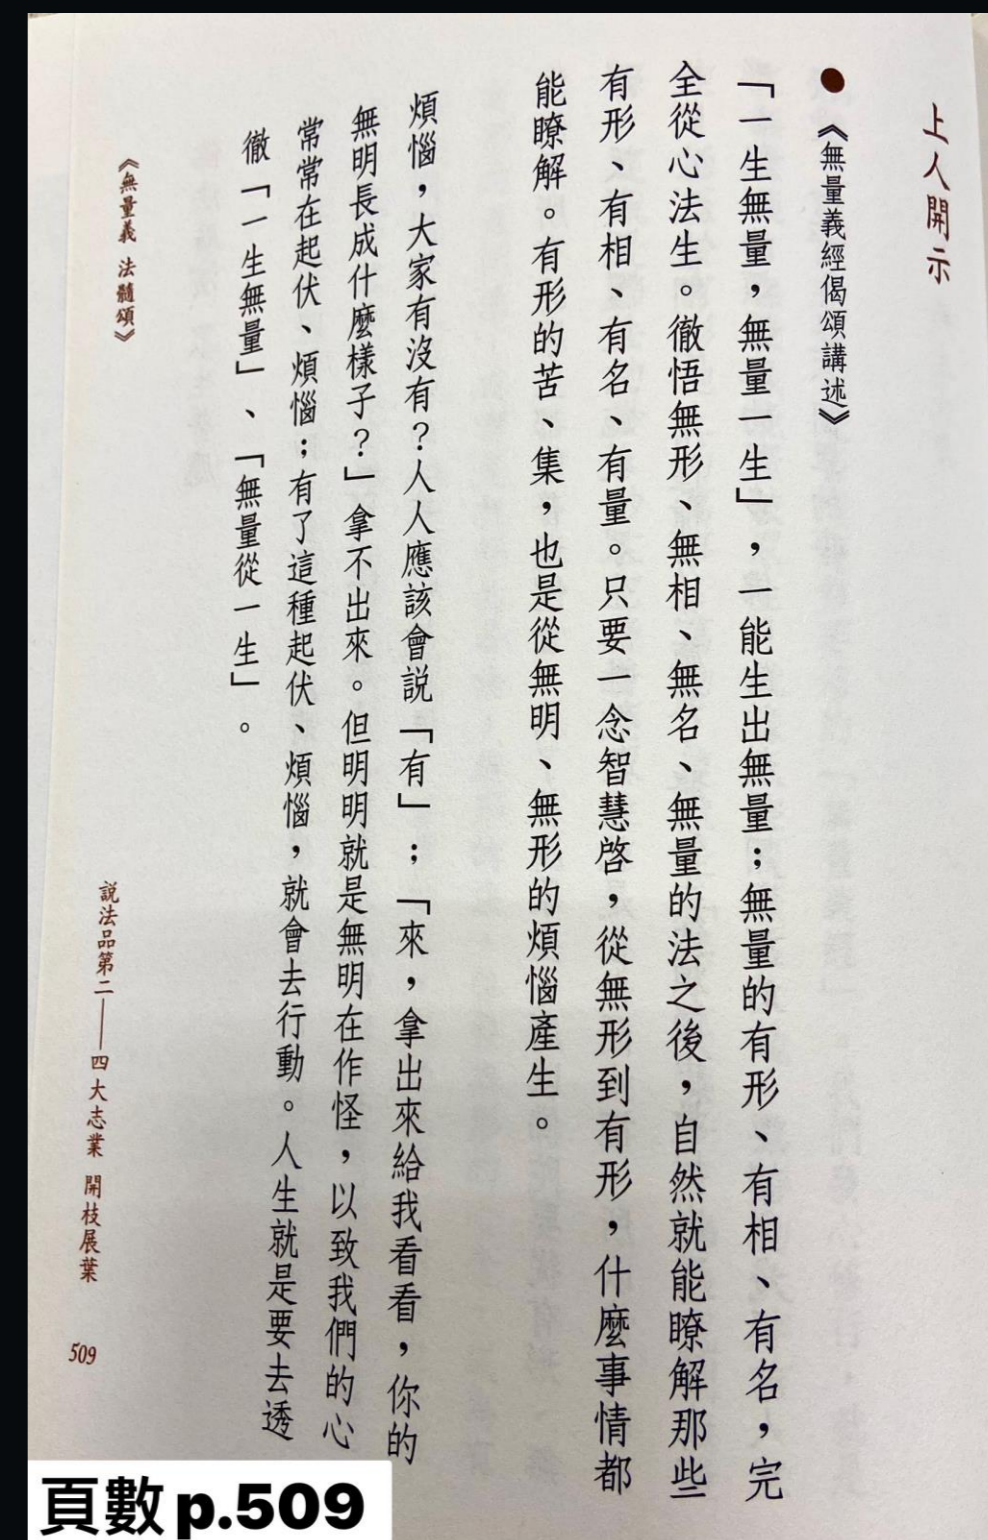 上人開示
● 《無量義經偈頌講述》
「一生無量，無量一生」，一能生出無量；無量的有形、有相、有名，完
全從心法生。徹悟無形、無相、無名、無量的法之後，自然就能瞭解那些
有形、有相、有名、有量。只要一念智慧啓，從無形到有形，什麼事情都
能瞭解。有形的苦、集，也是從無明、無形的煩惱產生。
煩惱，大家有沒有？人人應該會説「有」；「來，拿出來給我看看，你的
無明長成什麼樣子？」拿不出來。但明明就是無明在作怪，以致我們的心
常常在起伏、煩惱；有了這種起伏、煩惱，就會去行動。人生就是要去透
徹「一生無量」、「無量從一生」。
《無量義 法髓頌》
説法品第二——四大志業 開枝展葉
509
頁數p.509